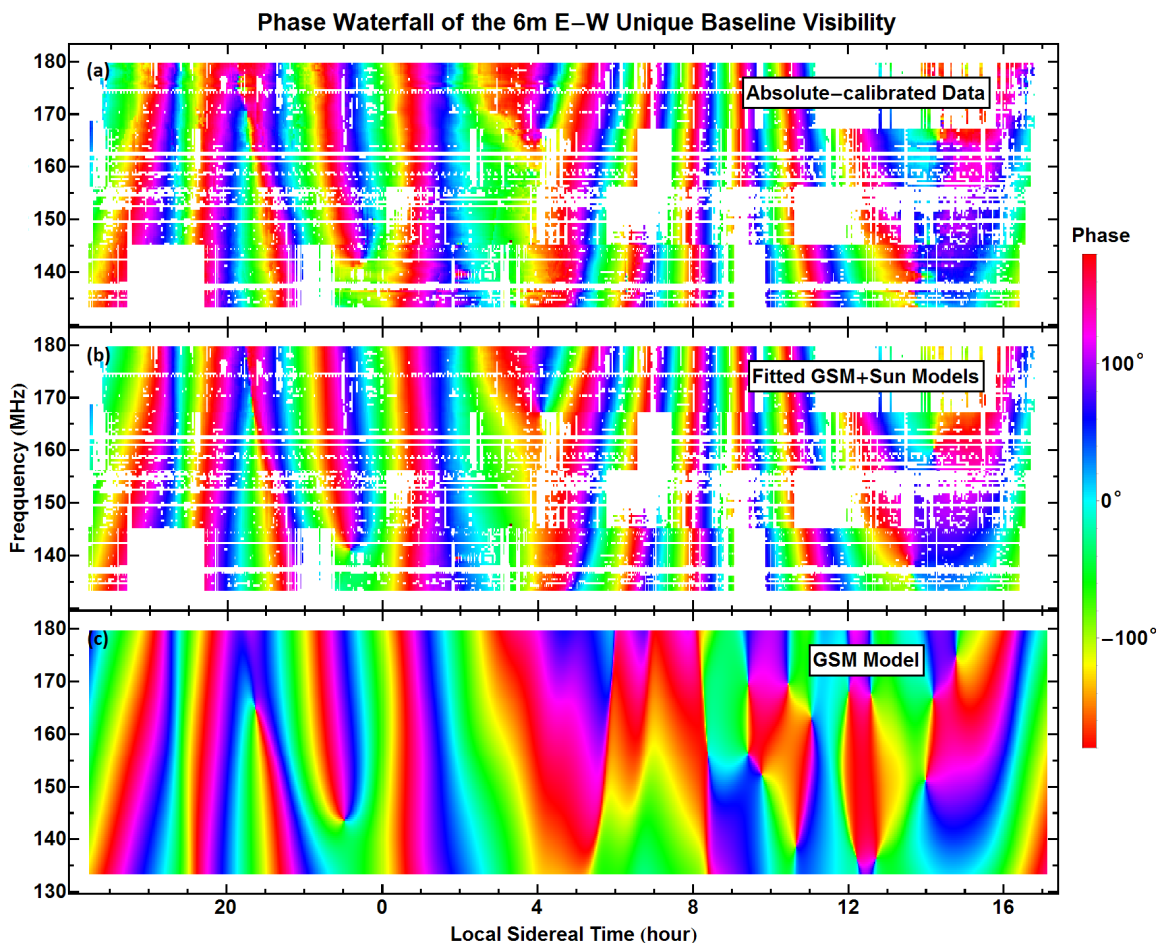 Phase Waterfall of the 6m E−W Unique Baseline Visibility
180
(a)
Absolute−calibrated Data
170
160
150
140
Phase
100°
0°
−100°
180
(b)
Fitted GSM+Sun Models
170
160
150
140
Freqquency (MHz)
180
(c)
GSM Model
170
160
150
140
130
20 0 4 8 12 16
Local Sidereal Time (hour)